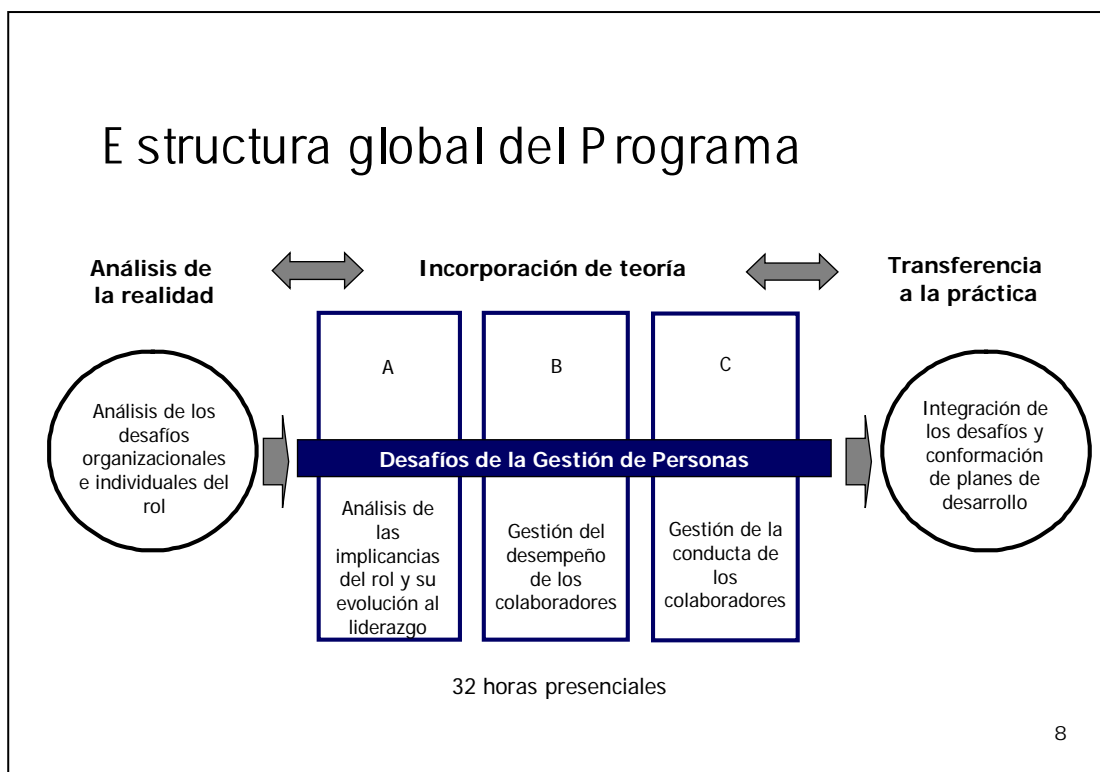 Estructura global del Programa
Análisis de
la realidad
Incorporación de teoría
Transferencia
a la práctica
Análisis de los
desafíos
organizacionales
e individuales del
rol
A
B
C
Desafíos de la Gestión de Personas
Análisis de
las
implicancias
del rol y su
evolución al
liderazgo
Gestión del
desempeño
de los
colaboradores
Gestión de la
conducta de
los
colaboradores
Integración de
los desafíos y
conformación
de planes de
desarrollo
32 horas presenciales
8